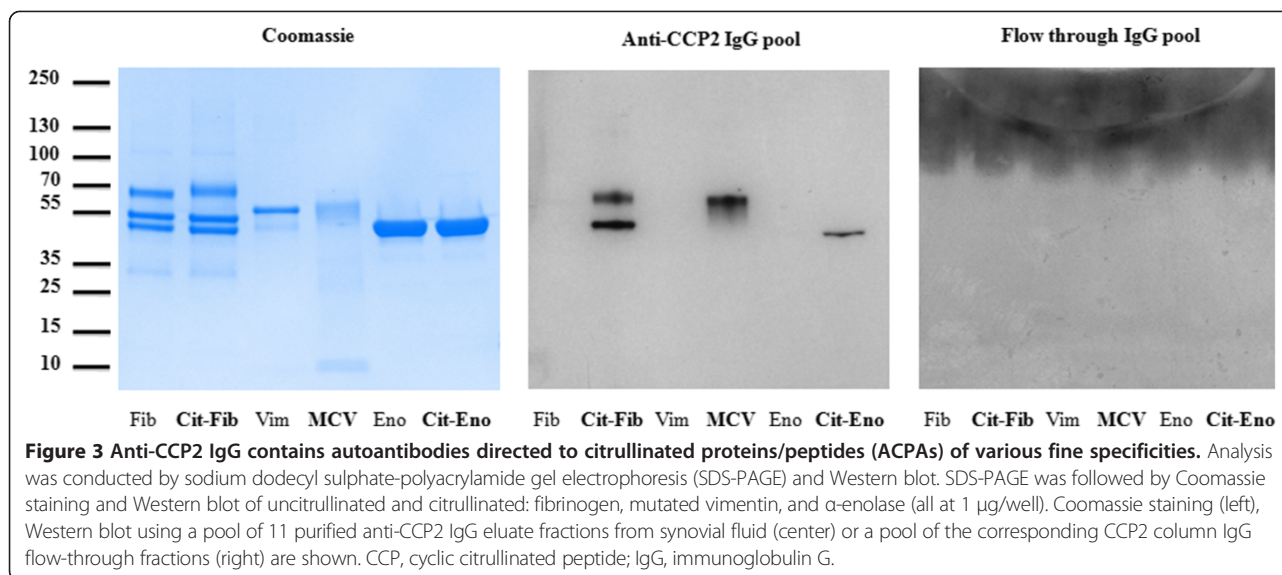 Coomassie
Anti-CCP2 IgG pool
Flow through IgG pool
250
130
100
70
55
35
25
15
10
Fib Cit-Fib Vim MCV Eno Cit-Eno
Fib Cit-Fib Vim MCV Eno Cit-Eno
Fib Cit-Fib Vim MCV Eno Cit-Eno
Figure 3 Anti-CCP2 IgG contains autoantibodies directed to citrullinated proteins/peptides (ACPAs) of various fine specificities. Analysis
was conducted by sodium dodecyl sulphate-polyacrylamide gel electrophoresis (SDS-PAGE) and Western blot. SDS-PAGE was followed by Coomassie
staining and Western blot of uncitrullinated and citrullinated: fibrinogen, mutated vimentin, and α-enolase (all at 1 μg/well). Coomassie staining (left),
Western blot using a pool of 11 purified anti-CCP2 IgG eluate fractions from synovial fluid (center) or a pool of the corresponding CCP2 column IgG
flow-through fractions (right) are shown. CCP, cyclic citrullinated peptide; IgG, immunoglobulin G.